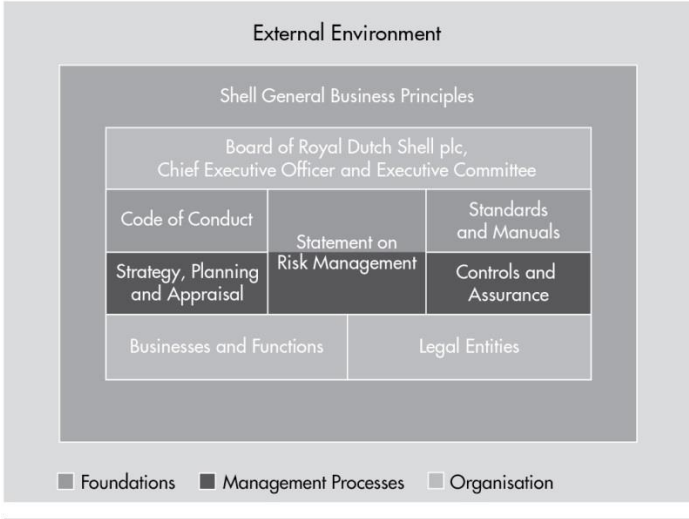 External Environment
Shell General Business Principles
Board of Royal Dutch Shell plc,
Chief Executive Officer and Executive Committee
Code of Conduct
Statement on
Risk Management
Standards
and Manuals
Strategy, Planning
and Appraisal
Controls and
Assurance
Businesses and Functions
Legal Entities
Foundations
Management Processes
Organisation